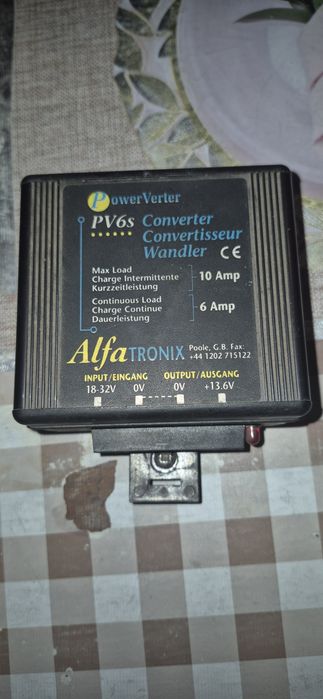 PowerVerter
PV6s Converter
Convertisseur
Wandler CE
Max Load
Charge Intermittente
Kurzzeitleistung
10 Amp
Continuous Load
Charge Continue
Dauerleistung
6 Amp
AlfaTRONIX Poole, G.B. Fax:
+44 1202 715122
INPUT/EINGANG OUTPUT/AUSGANG
18-32V 0V 0V +13.6V